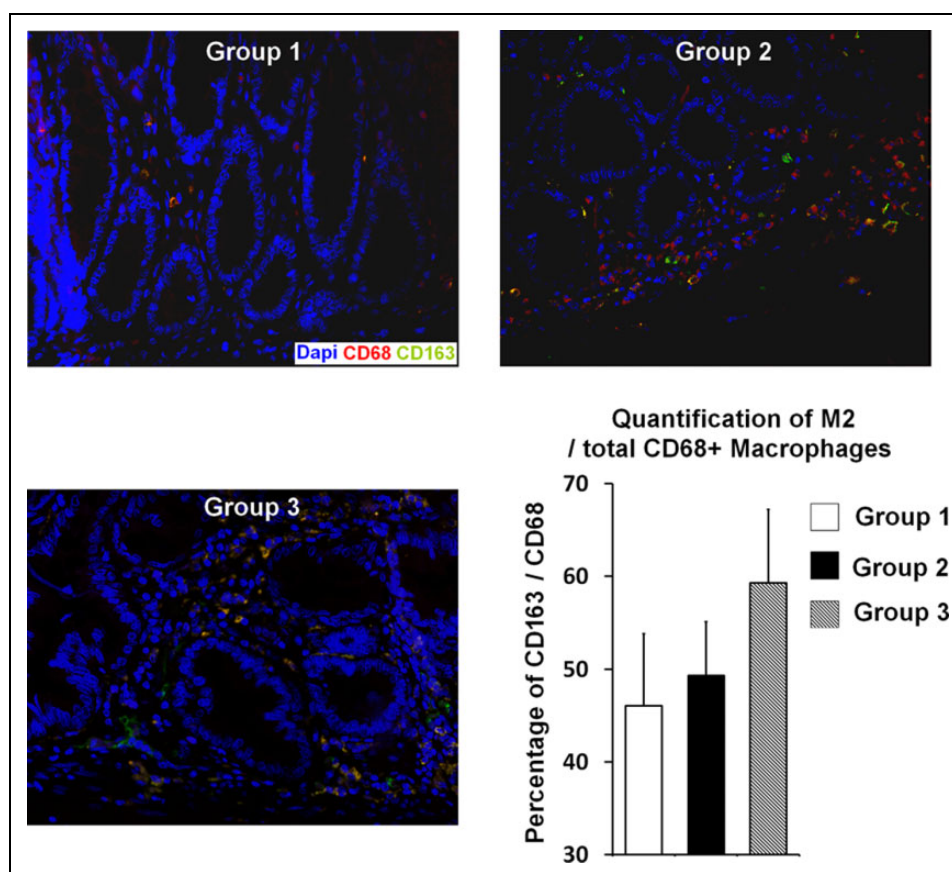 Group 1
Group 2
Dapi CD68 CD163
Group 3
Quantification of M2
/ total CD68+ Macrophages
Percentage of CD163 / CD68
70
60
50
40
30
Group 1
Group 2
Group 3